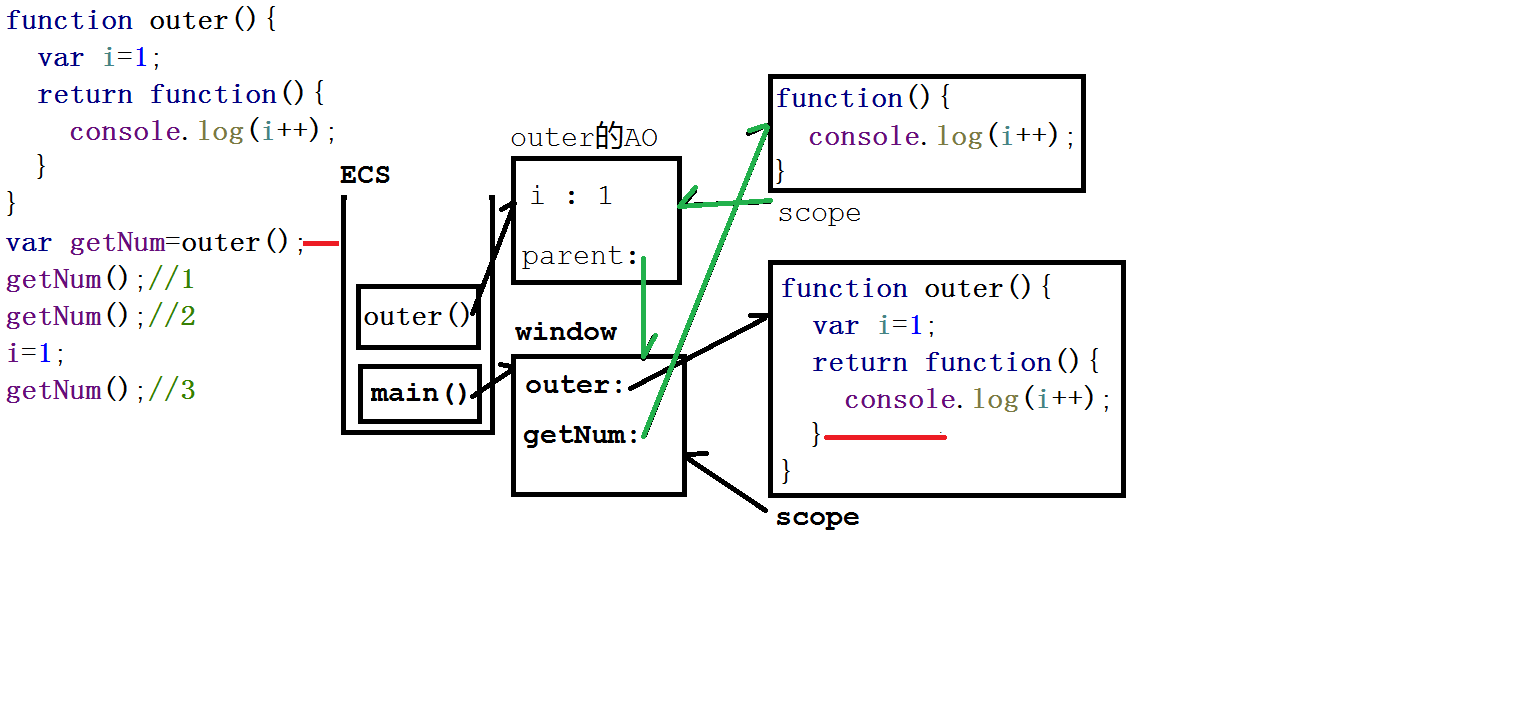 function outer(){
var i=1;
return function(){
console.log(i++);
}
}
var getNum=outer();
getNum();//1
getNum();//2
i=1;
getNum();//3
ECS
outer()
main()
outer的AO
i : 1
parent:
window
outer:
getNum:
function(){
console.log(i++);
}
scope
function outer(){
var i=1;
return function(){
console.log(i++);
}
}
scope